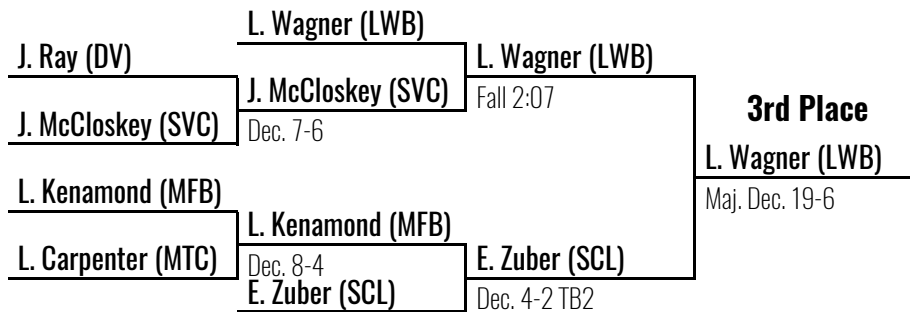 L. Wagner (LWB)
J. Ray (DV)
L. Wagner (LWB)
J. McCloskey (SVC)
Fall 2:07
3rd Place
J. McCloskey (SVC)
Dec. 7-6
L. Wagner (LWB)
L. Kenamond (MFB)
Maj. Dec. 19-6
L. Kenamond (MFB)
L. Carpenter (MTC)
Dec. 8-4
E. Zuber (SCL)
E. Zuber (SCL)
Dec. 4-2 TB2